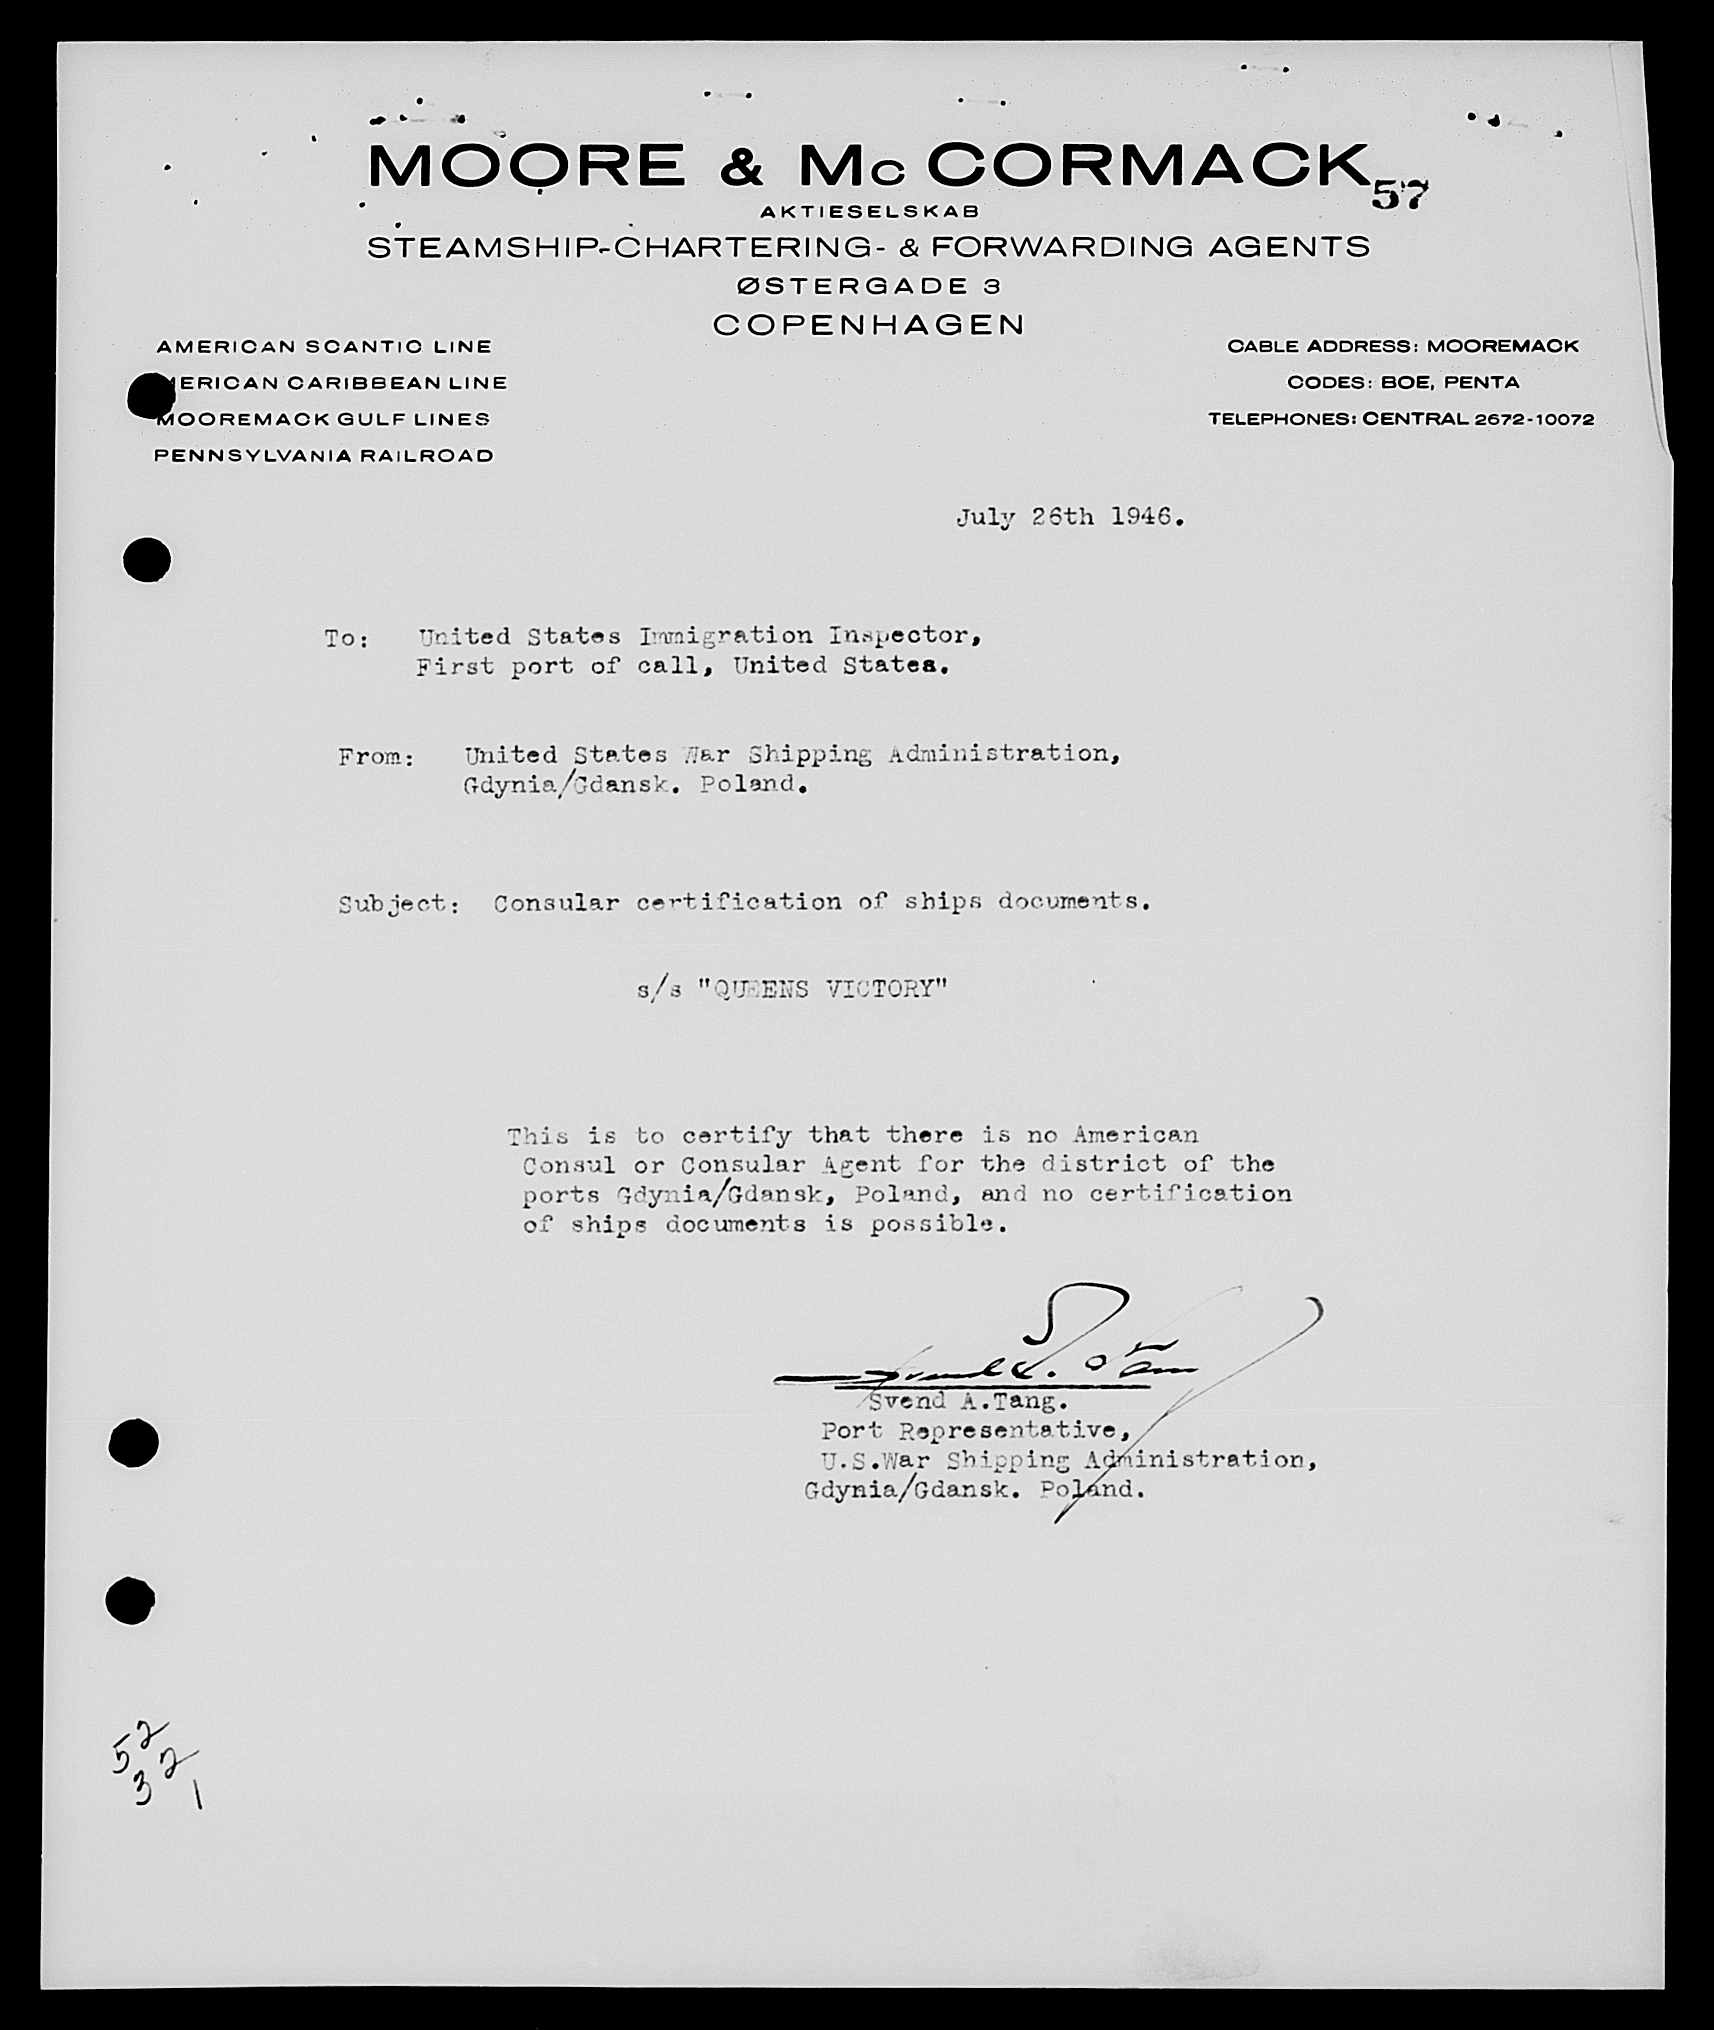 MOORE & Mc CORMACK
57
AKTIESELSKAB
STEAMSHIP-CHARTERING- & FORWARDING AGENTS
ØSTERGADE 3
COPENHAGEN
AMERICAN SCANTIC LINE
MERICAN CARIBBEAN LINE
MOOREMACK GULF LINES
PENNSYLVANIA RAILROAD
CABLE ADDRESS: MOOREMACK
CODES: BOE, PENTA
TELEPHONES: CENTRAL 2672-10072
July 26th 1946.
To: United States Immigration Inspector,
First port of call, United States.
From: United States War Shipping Administration,
Gdynia/Gdansk. Poland.
Subject: Consular certification of ships documents.
s/s "QUEENS VICTORY"
This is to certify that there is no American
Consul or Consular Agent for the district of the
ports Gdynia/Gdansk, Poland, and no certification
of ships documents is possible.
Svend A. Tang
Svend A.Tang.
Port Representative,
U.S.War Shipping Administration,
Gdynia/Gdansk. Poland.
52
32
1